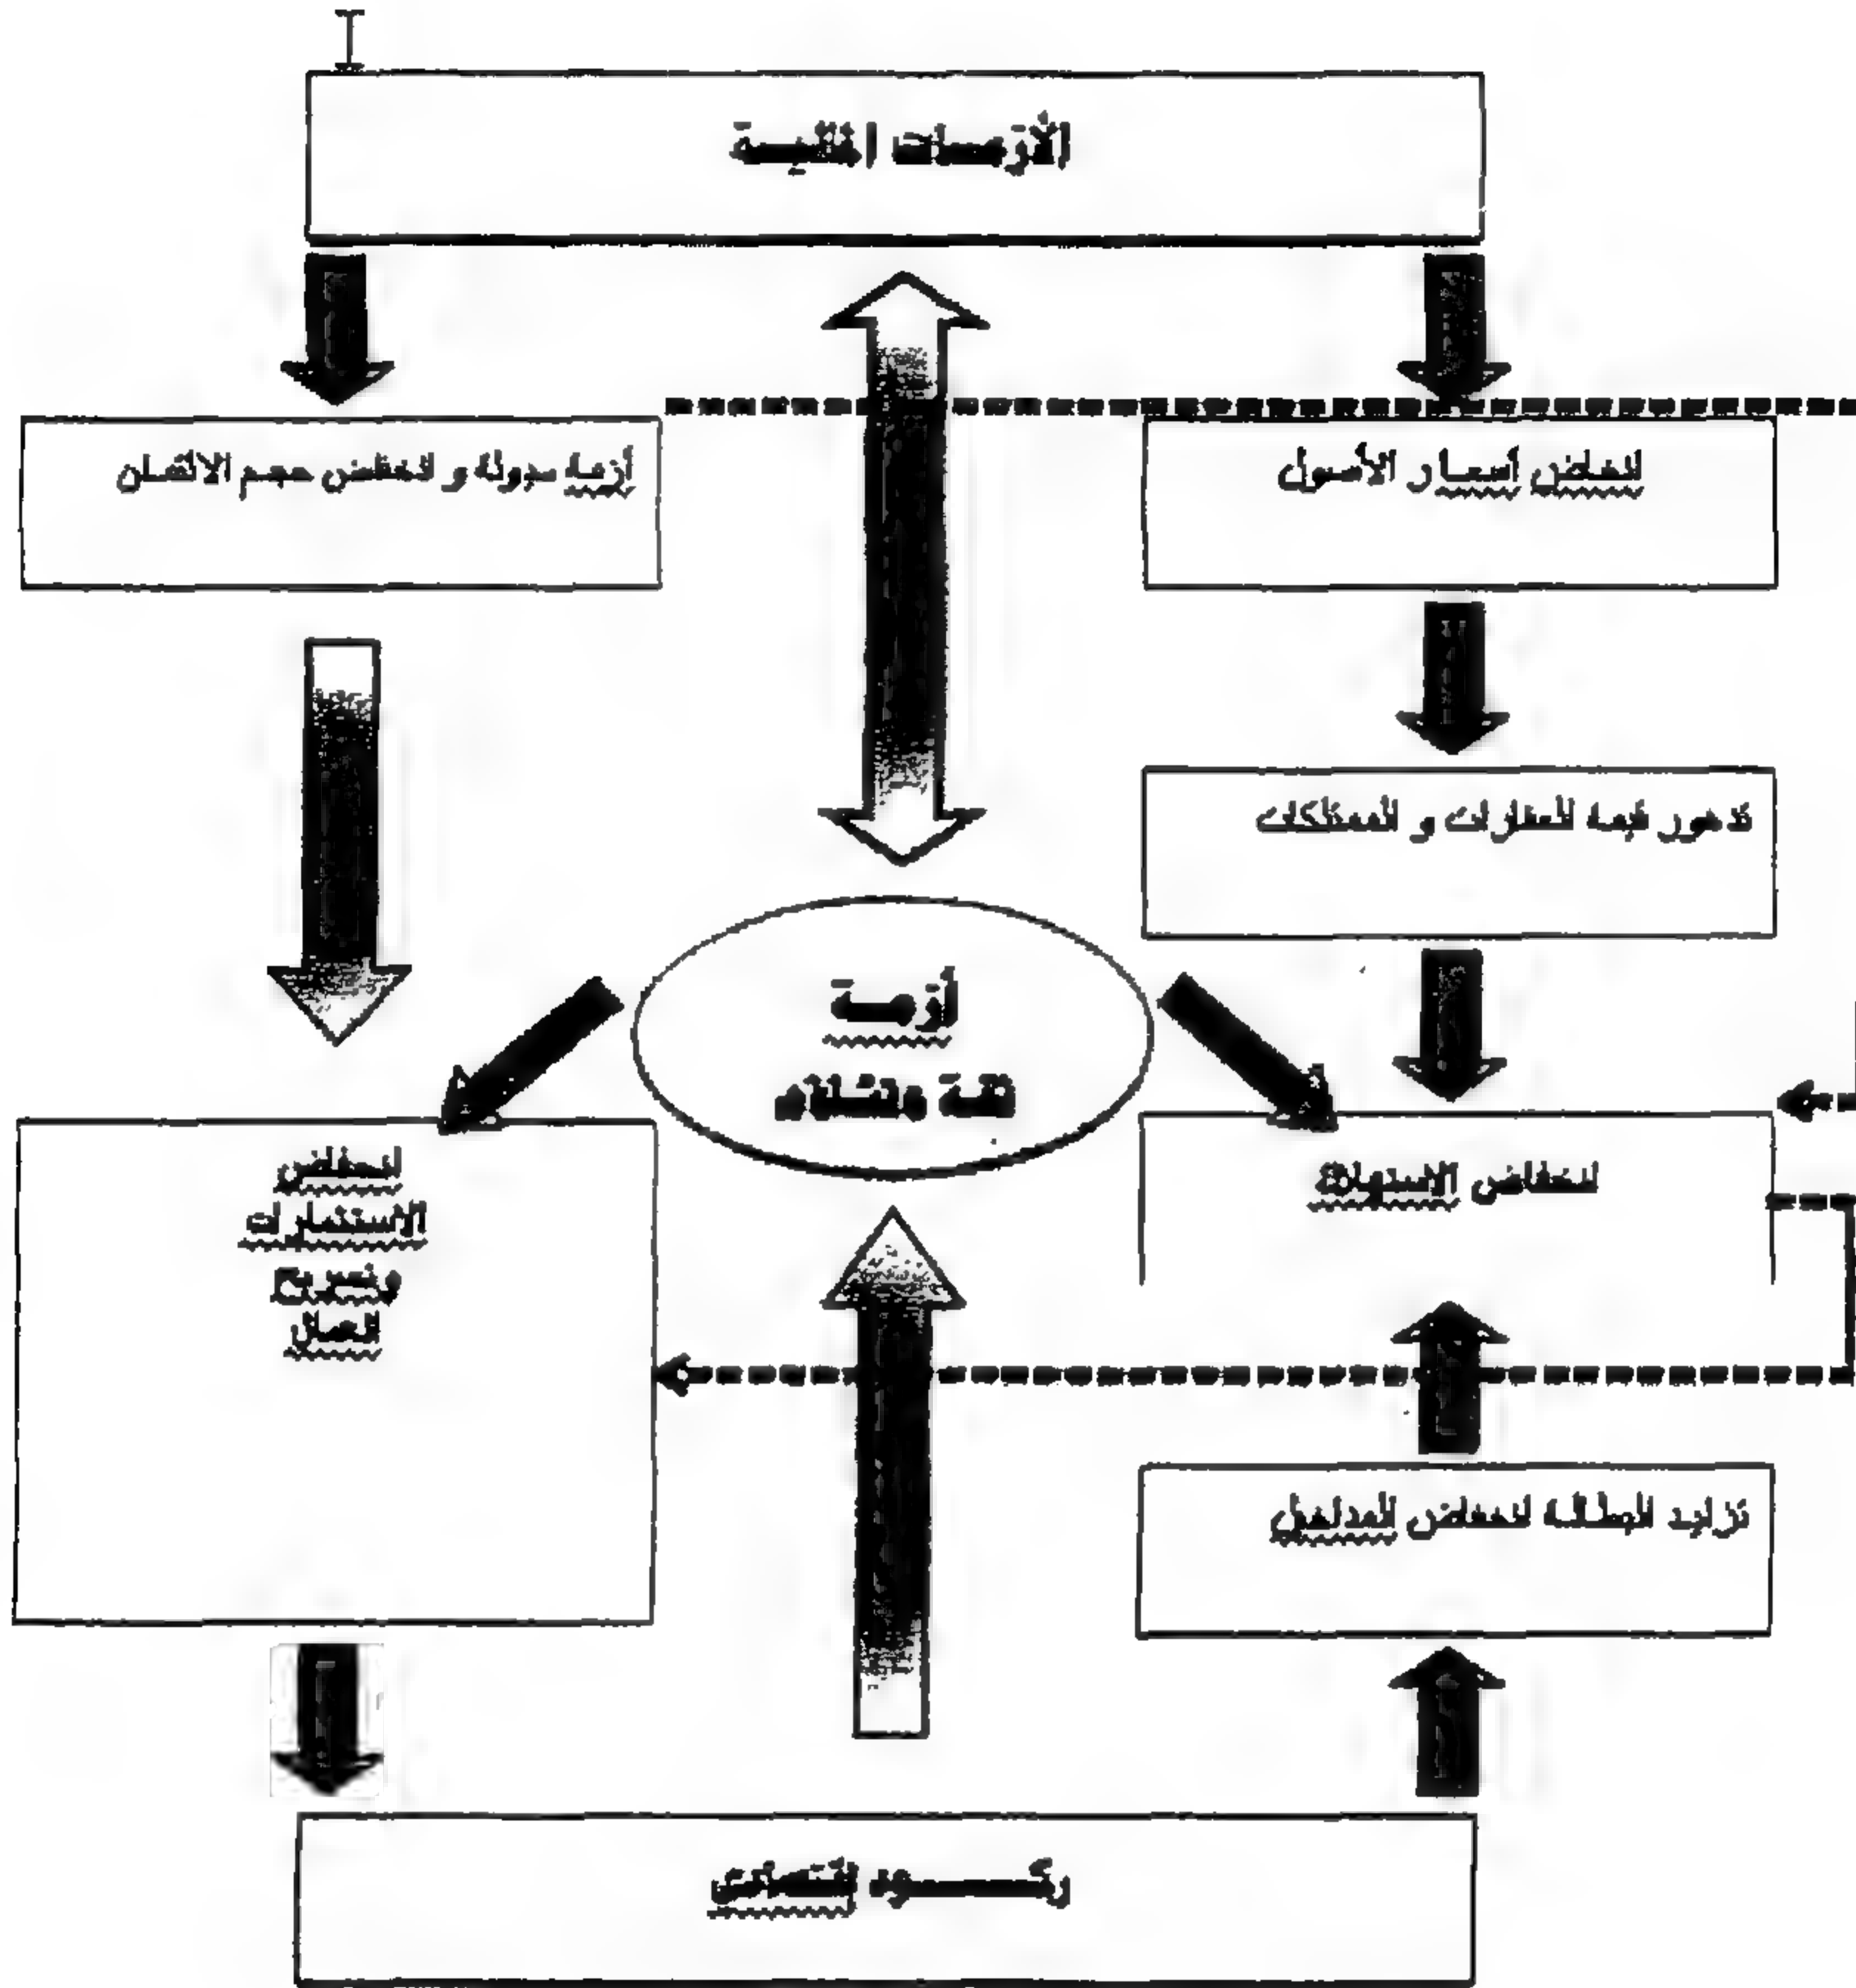 الأزمات المالية
انخفاض أسعار الأصول
أزمة سيولة و انخفاض حجم الائتمان
تدهور قيمة العقارات و الممتلكات
أزمة
ثقة وتشاؤم
انخفاض الاستهلاك
انخفاض
الاستثمارات
وتسريح
العمال
تزايد البطالة انخفاض المداخيل
ركود اقتصادي